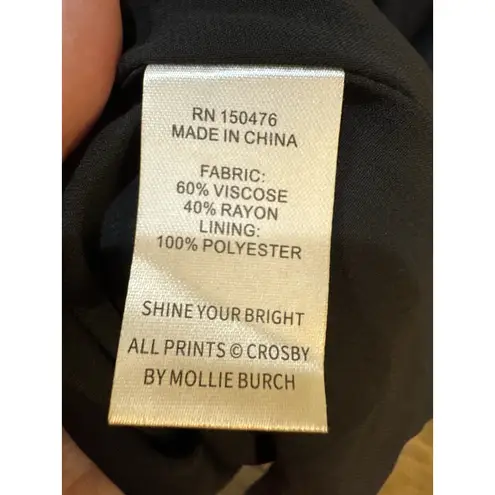 RN 150476
MADE IN CHINA
FABRIC:
60% VISCOSE
40% RAYON
LINING:
100% POLYESTER
SHINE YOUR BRIGHT
ALL PRINTS © CROSBY
BY MOLLIE BURCH